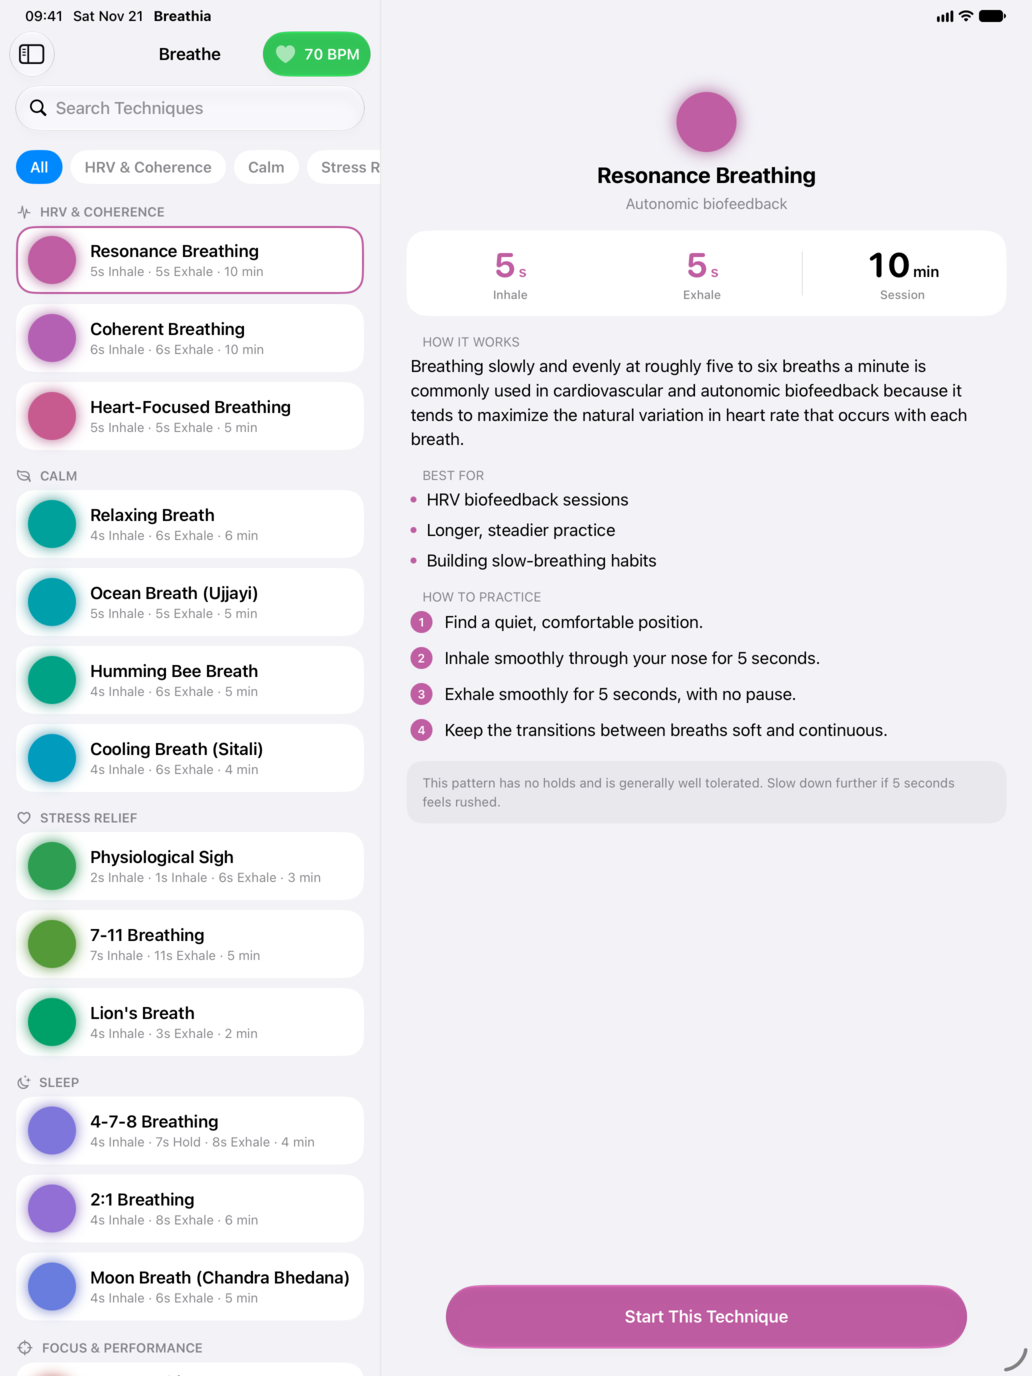 09:41 Sat Nov 21 Breathia
Breathe
70 BPM
Search Techniques
All
HRV & Coherence
Calm
Stress R
HRV & COHERENCE
Resonance Breathing
5s Inhale · 5s Exhale · 10 min
Coherent Breathing
6s Inhale · 6s Exhale · 10 min
Heart-Focused Breathing
5s Inhale · 5s Exhale · 5 min
CALM
Relaxing Breath
4s Inhale · 6s Exhale · 6 min
Ocean Breath (Ujjayi)
5s Inhale · 5s Exhale · 5 min
Humming Bee Breath
4s Inhale · 6s Exhale · 5 min
Cooling Breath (Sitali)
4s Inhale · 6s Exhale · 4 min
STRESS RELIEF
Physiological Sigh
2s Inhale · 1s Inhale · 6s Exhale · 3 min
7-11 Breathing
7s Inhale · 11s Exhale · 5 min
Lion's Breath
4s Inhale · 3s Exhale · 2 min
SLEEP
4-7-8 Breathing
4s Inhale · 7s Hold · 8s Exhale · 4 min
2:1 Breathing
4s Inhale · 8s Exhale · 6 min
Moon Breath (Chandra Bhedana)
4s Inhale · 6s Exhale · 5 min
FOCUS & PERFORMANCE
Resonance Breathing
Autonomic biofeedback
5 s
Inhale
5 s
Exhale
10 min
Session
HOW IT WORKS
Breathing slowly and evenly at roughly five to six breaths a minute is
commonly used in cardiovascular and autonomic biofeedback because it
tends to maximize the natural variation in heart rate that occurs with each
breath.
BEST FOR
• HRV biofeedback sessions
• Longer, steadier practice
• Building slow-breathing habits
HOW TO PRACTICE
1 Find a quiet, comfortable position.
2 Inhale smoothly through your nose for 5 seconds.
3 Exhale smoothly for 5 seconds, with no pause.
4 Keep the transitions between breaths soft and continuous.
This pattern has no holds and is generally well tolerated. Slow down further if 5 seconds
feels rushed.
Start This Technique